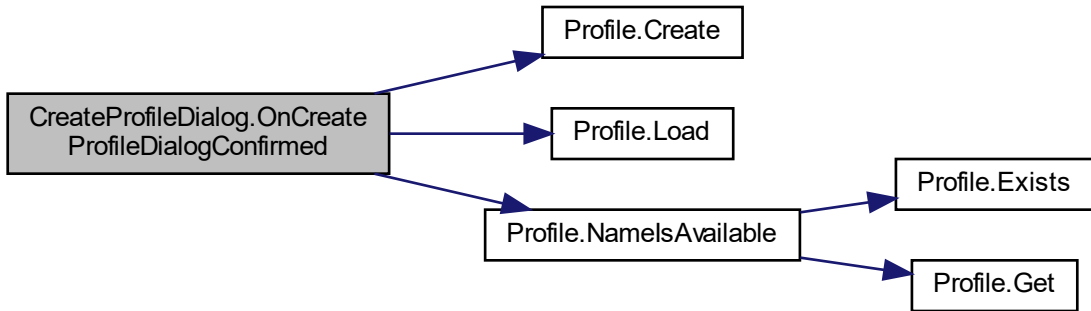 Profile.Create
CreateProfileDialog.OnCreate
ProfileDialogConfirmed
Profile.Load
Profile.Exists
Profile.NameIsAvailable
Profile.Get